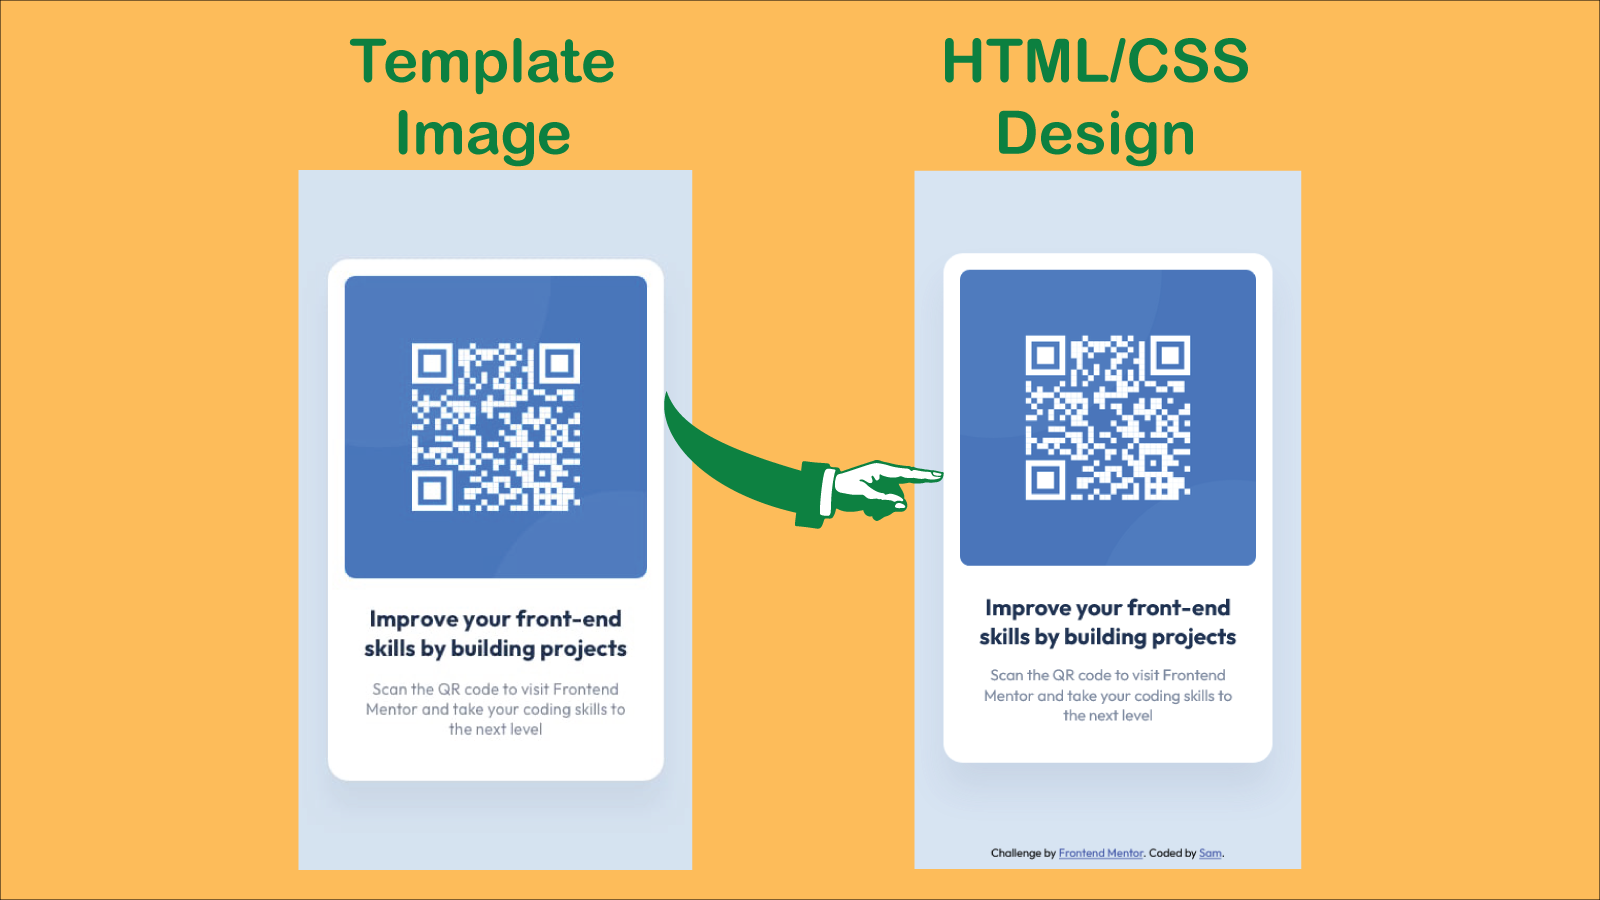 Template
Image
HTML/CSS
Design
Improve your front-end
skills by building projects
Scan the QR code to visit Frontend
Mentor and take your coding skills to
the next level
Improve your front-end
skills by building projects
Scan the QR code to visit Frontend
Mentor and take your coding skills to
the next level
Challenge by Frontend Mentor. Coded by Sam.